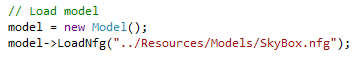 // Load model
model = new Model();
model->LoadNfg("../Resources/Models/SkyBox.nfg");